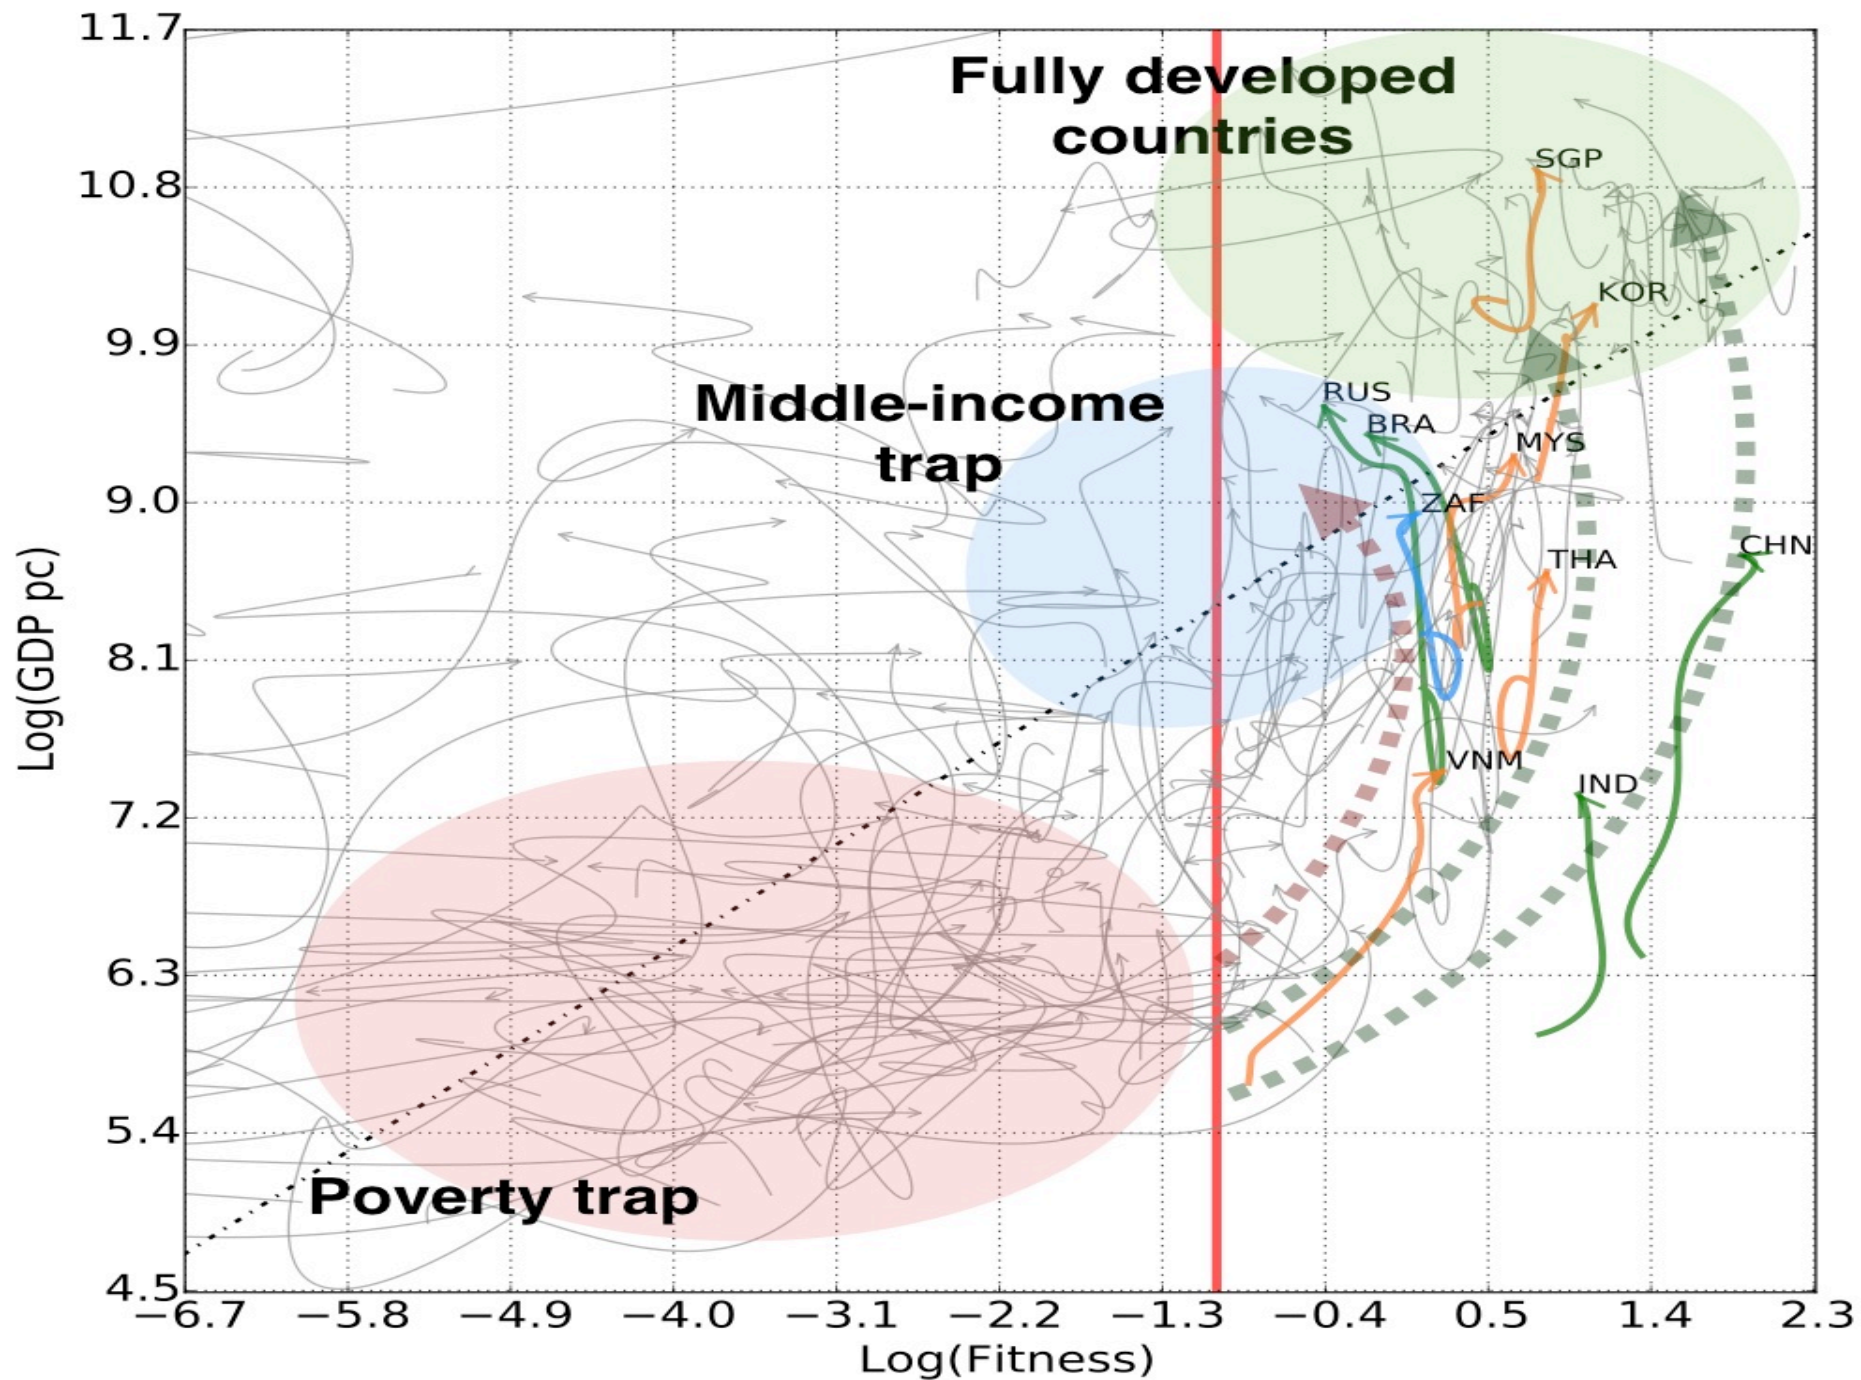 11.7
Fully developed
countries
SGP
10.8
KOR
9.9
RUS
Middle-income
BRA
MYS
trap
9.0
ZAF
CHN
THA
Log(GDP pc)
8.1
VNM
IND
7.2
6.3
5.4
Poverty trap
4.5
−6.7 −5.8 −4.9 −4.0 −3.1 −2.2 −1.3 −0.4 0.5 1.4 2.3
Log(Fitness)